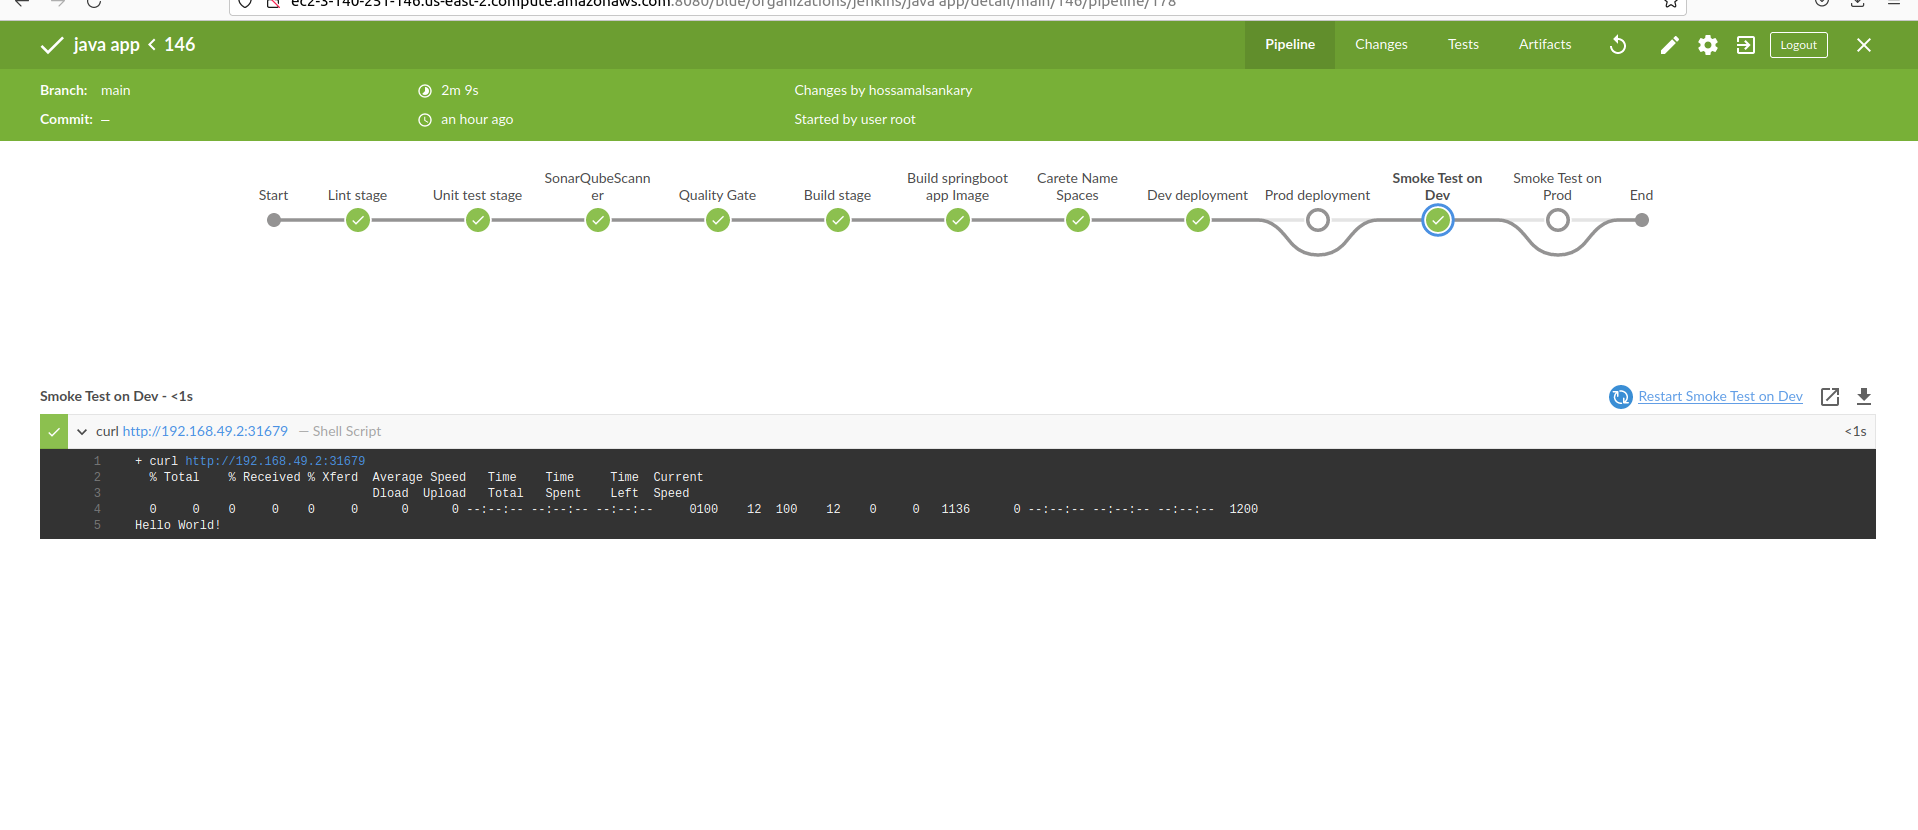 ec2-3-140-251-146.us-east-2.compute.amazonaws.com:8080/blue/organizations/jenkins/java app/detail/main/146/pipeline/178
java app < 146
Pipeline Changes Tests Artifacts Logout
Branch: main
2m 9s
Changes by hossamalsankary
Commit: —
an hour ago
Started by user root
Start
Lint stage
Unit test stage
SonarQubeScann
er
Quality Gate
Build stage
Build springboot
app Image
Carete Name
Spaces
Dev deployment
Prod deployment
Smoke Test on
Dev
Smoke Test on
Prod
End
Smoke Test on Dev - <1s
Restart Smoke Test on Dev
curl http://192.168.49.2:31679 — Shell Script <1s
1 + curl http://192.168.49.2:31679
2 % Total % Received % Xferd Average Speed Time Time Time Current
3 Dload Upload Total Spent Left Speed
4 0 0 0 0 0 0 0 0 --:--:-- --:--:-- --:--:-- 0100 12 100 12 0 0 1136 0 --:--:-- --:--:-- --:--:-- 1200
5 Hello World!